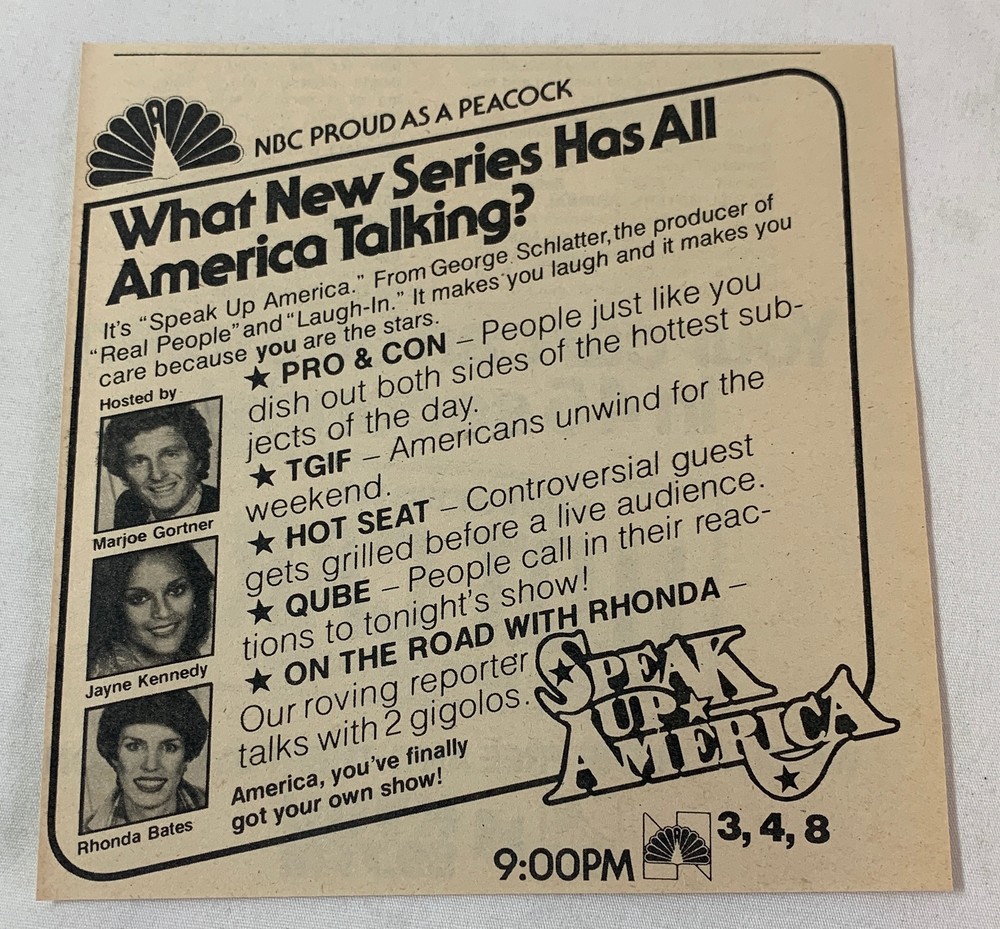 NBC PROUD AS A PEACOCK
What New Series Has All
America Talking?
It's "Speak Up America." From George Schlatter, the producer of
"Real People" and "Laugh-In." It makes you laugh and it makes you
care because you are the stars.
Hosted by
Marjoe Gortner
Jayne Kennedy
Rhonda Bates
★ PRO & CON – People just like you
dish out both sides of the hottest sub-
jects of the day.
★ TGIF – Americans unwind for the
weekend.
★ HOT SEAT – Controversial guest
gets grilled before a live audience.
★ QUBE – People call in their reac-
tions to tonight's show!
★ ON THE ROAD WITH RHONDA –
Our roving reporter
talks with 2 gigolos.
America, you've finally
got your own show!
SPEAK
UP
AMERICA
9:00PM N 3, 4, 8